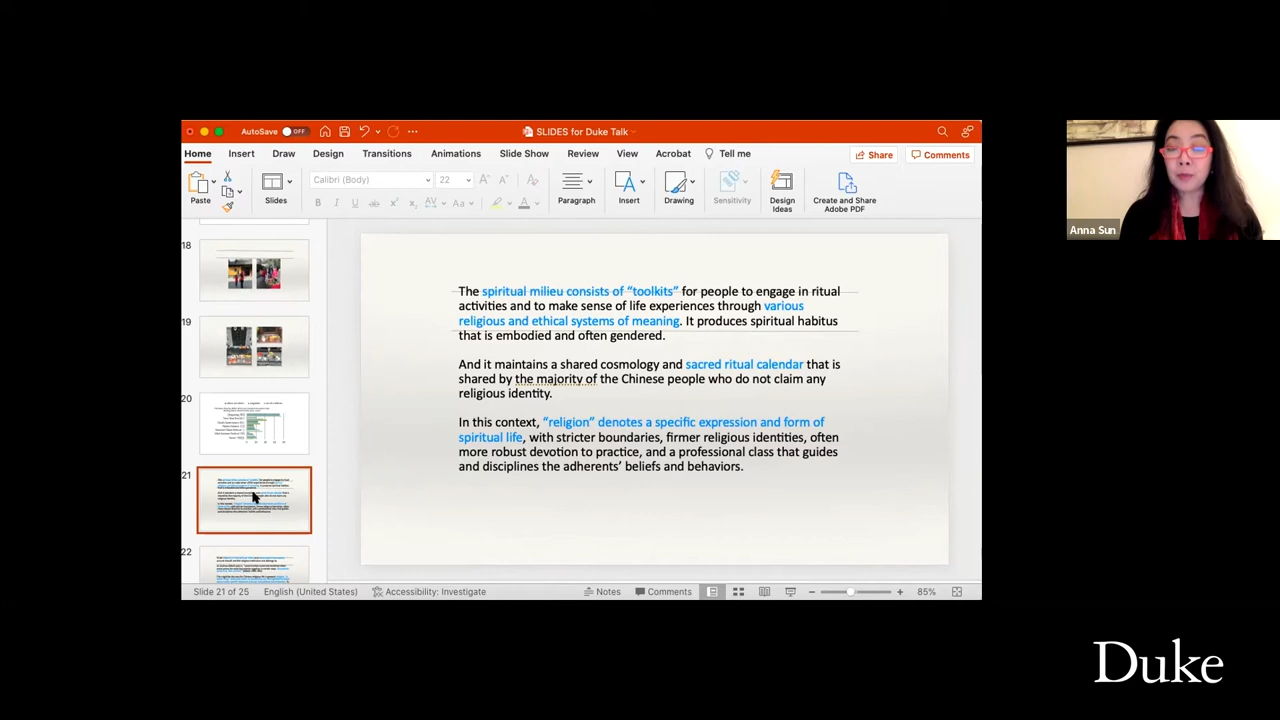 AutoSave OFF
SLIDES for Duke Talk
Home Insert Draw Design Transitions Animations Slide Show Review View Acrobat Tell me
Share Comments
Calibri (Body) 22
Paste Slides Paragraph Insert Drawing Sensitivity Design Ideas Create and Share Adobe PDF
18
19
20
21
22
The spiritual milieu consists of “toolkits” for people to engage in ritual
activities and to make sense of life experiences through various
religious and ethical systems of meaning. It produces spiritual habitus
that is embodied and often gendered.
And it maintains a shared cosmology and sacred ritual calendar that is
shared by the majority of the Chinese people who do not claim any
religious identity.
In this context, “religion” denotes a specific expression and form of
spiritual life, with stricter boundaries, firmer religious identities, often
more robust devotion to practice, and a professional class that guides
and disciplines the adherents’ beliefs and behaviors.
Slide 21 of 25 English (United States) Accessibility: Investigate Notes Comments 85%
Anna Sun
Duke